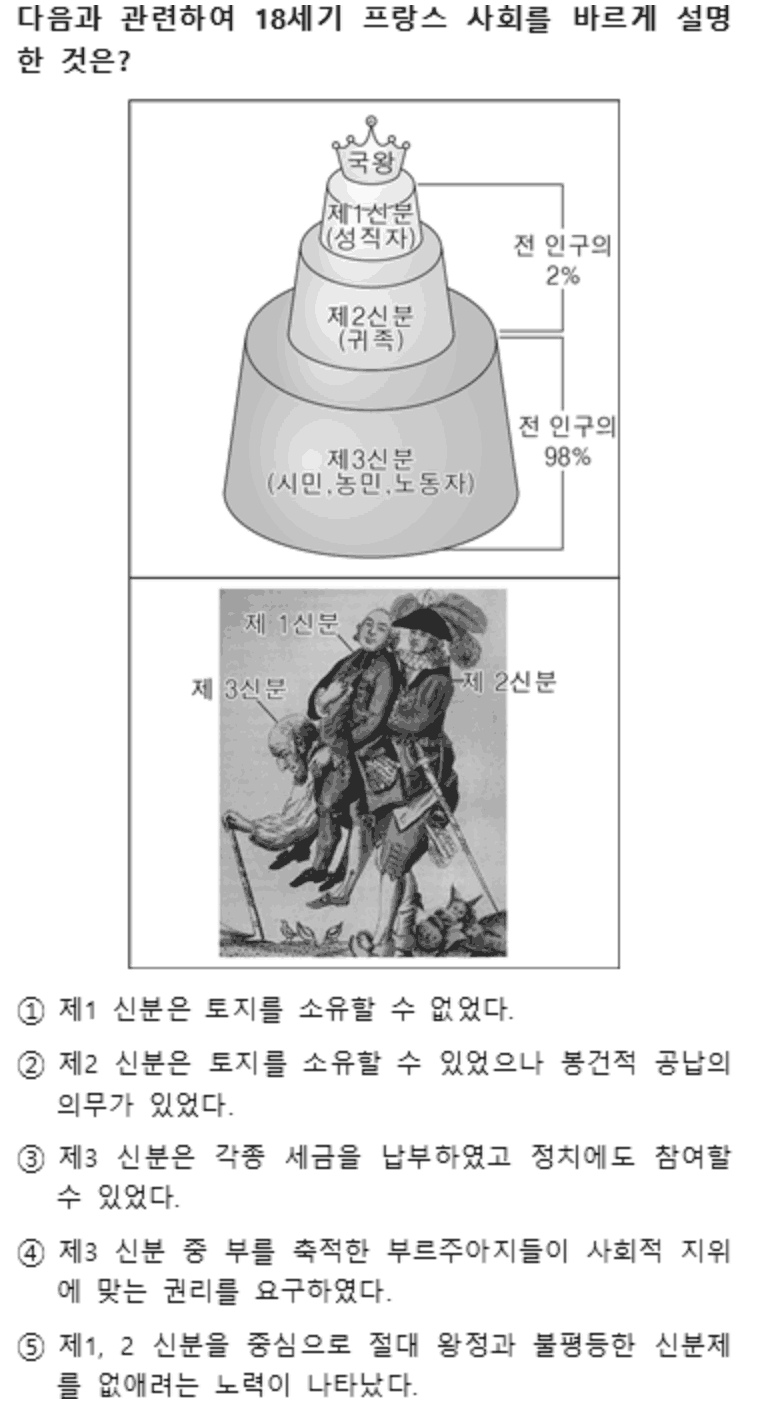 다음과 관련하여 18세기 프랑스 사회를 바르게 설명
한 것은?
국왕
제1신분
(성직자)
전 인구의
2%
제2신분
(귀족)
전 인구의
98%
제3신분
(시민,농민,노동자)
제 1신분
제 3신분
제 2신분
① 제1 신분은 토지를 소유할 수 없었다.
② 제2 신분은 토지를 소유할 수 있었으나 봉건적 공납의
의무가 있었다.
③ 제3 신분은 각종 세금을 납부하였고 정치에도 참여할
수 있었다.
④ 제3 신분 중 부를 축적한 부르주아지들이 사회적 지위
에 맞는 권리를 요구하였다.
⑤ 제1, 2 신분을 중심으로 절대 왕정과 불평등한 신분제
를 없애려는 노력이 나타났다.